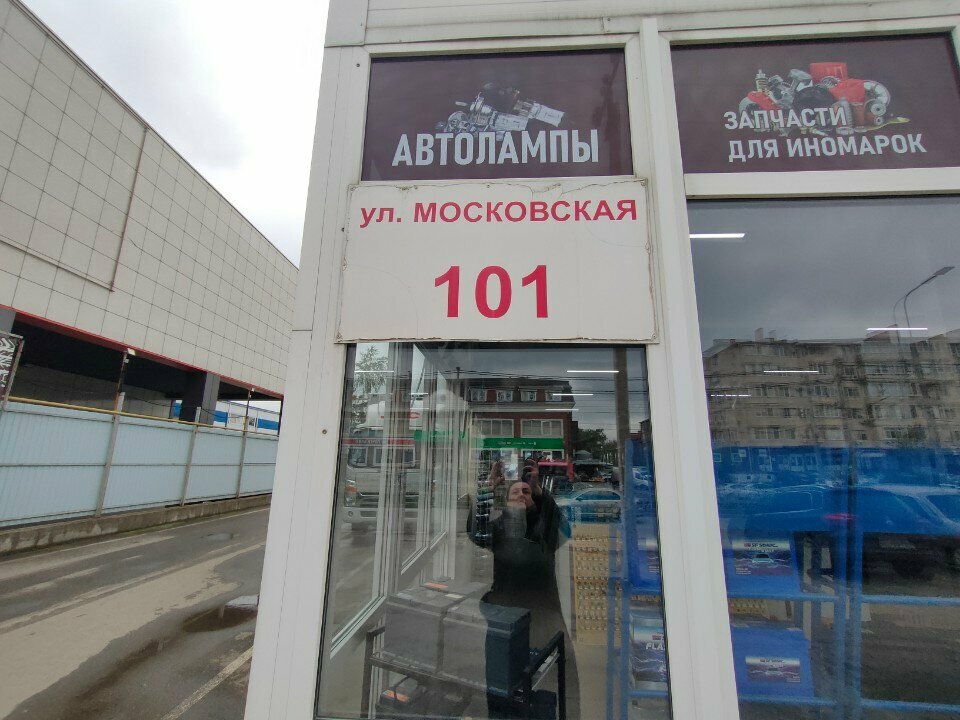 АВТОЛАМПЫ
ЗАПЧАСТИ
ДЛЯ ИНОМАРОК
ул. МОСКОВСКАЯ
101